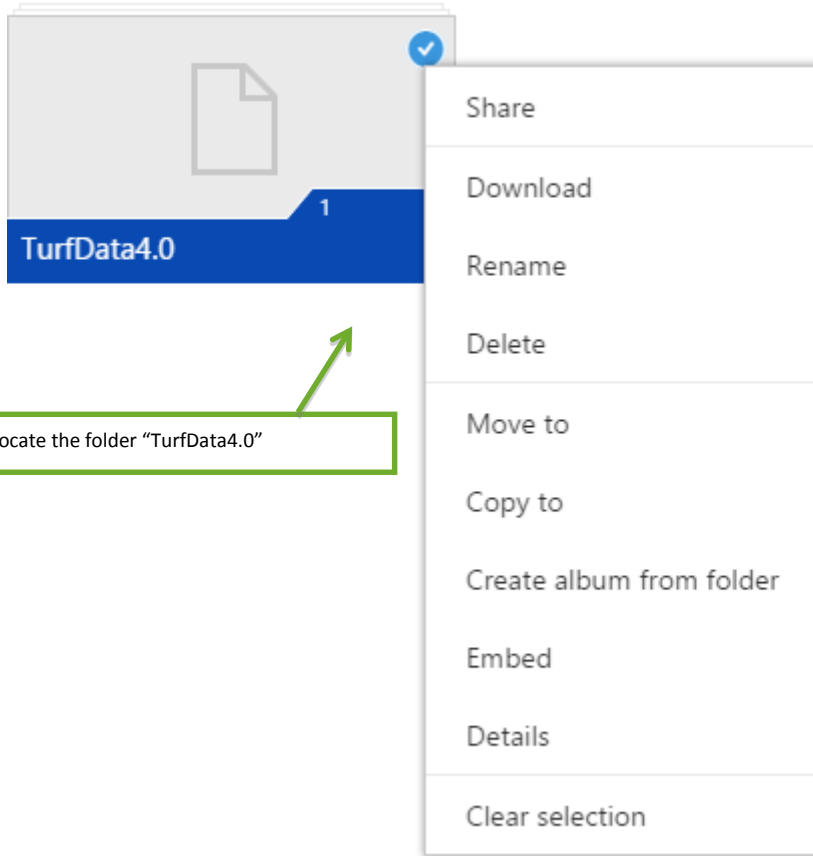 1
TurfData4.0
ocate the folder “TurfData4.0”
Share
Download
Rename
Delete
Move to
Copy to
Create album from folder
Embed
Details
Clear selection